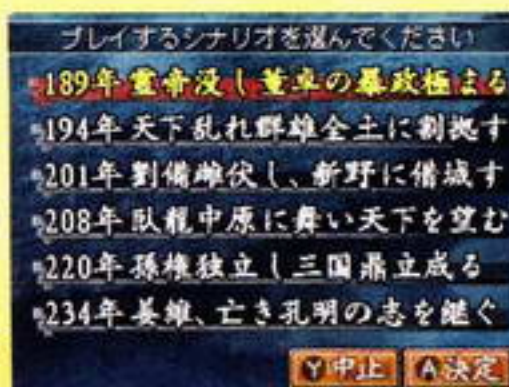 プレイするシナリオを選んでください
189年 霊帝没し董卓の暴政極まる
194年 天下乱れ群雄全土に割拠す
201年 劉備雌伏し、新野に借城す
208年 臥龍中原に舞い天下を望む
220年 孫権独立し三国鼎立成る
234年 姜維、亡き孔明の志を継ぐ
Y中止 A決定